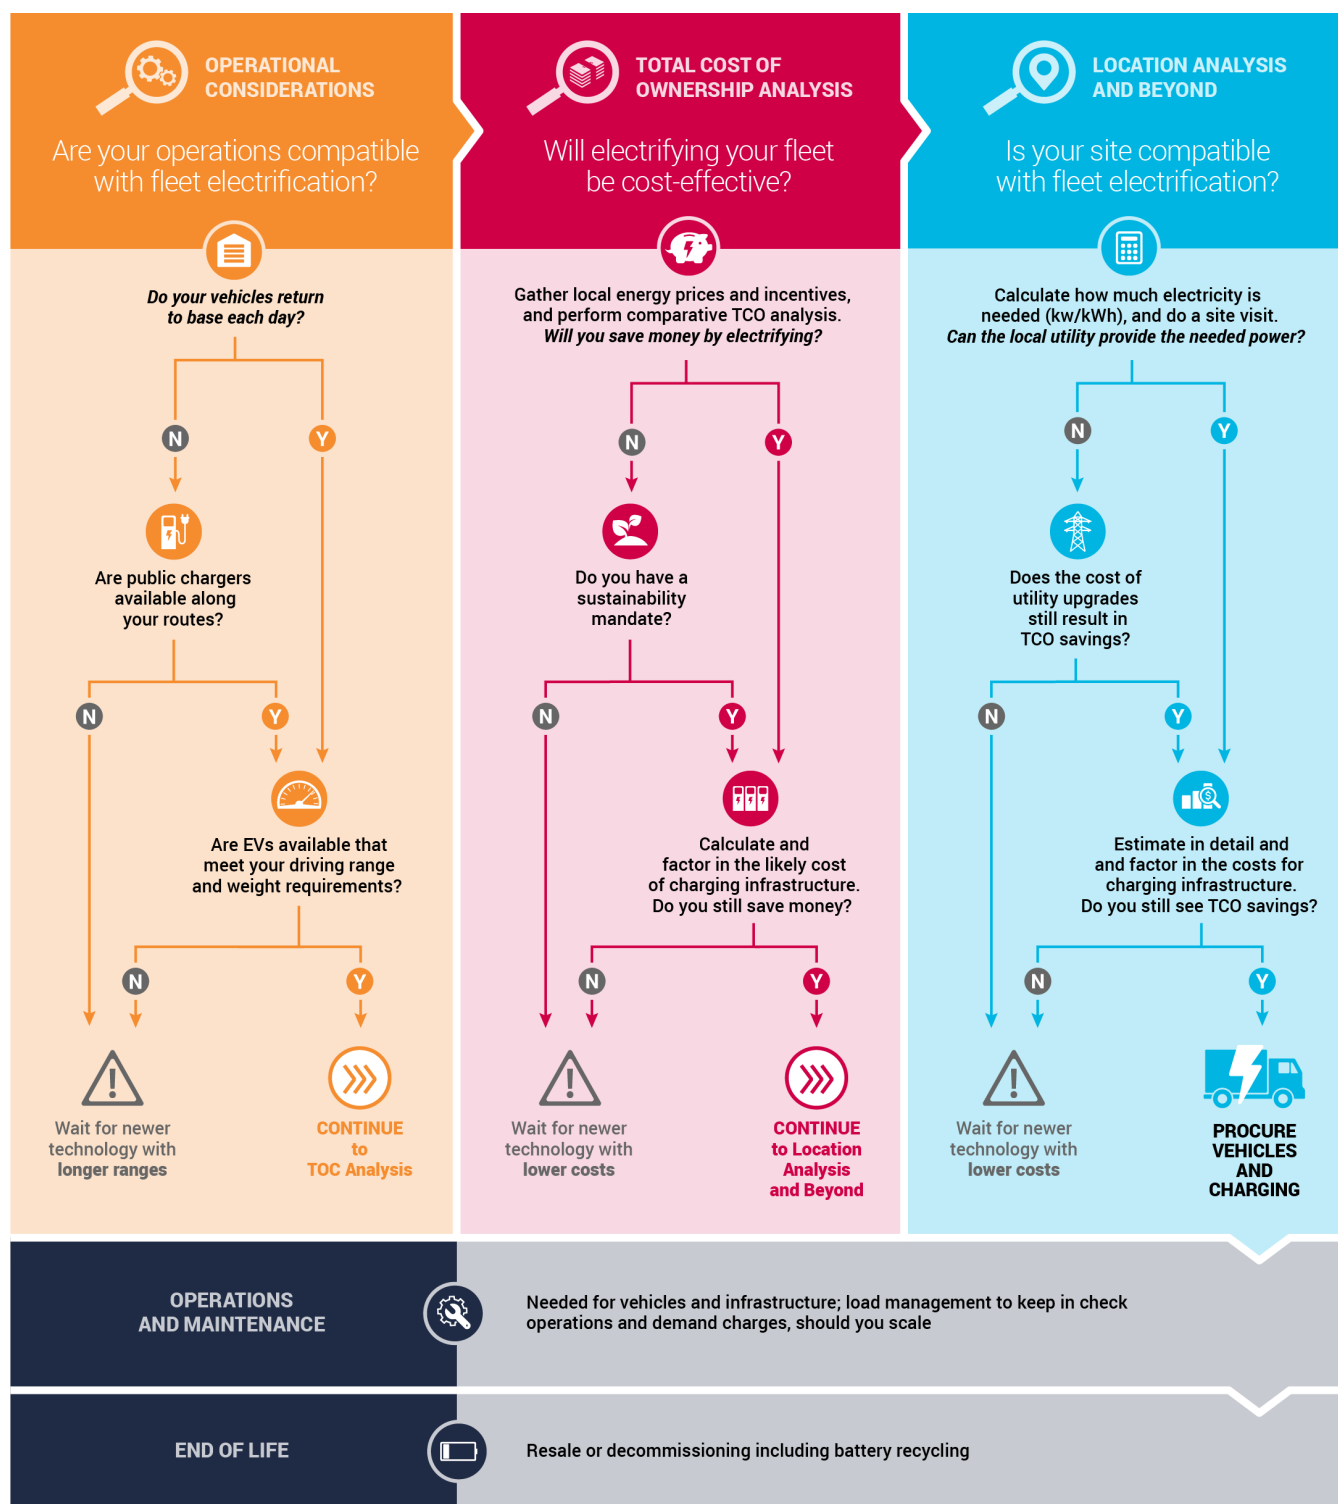 OPERATIONAL
CONSIDERATIONS
Are your operations compatible
with fleet electrification?
Do your vehicles return
to base each day?
N
Y
Are public chargers
available along
your routes?
N
Y
Are EVs available that
meet your driving range
and weight requirements?
N
Y
Wait for newer
technology with
longer ranges
CONTINUE
to
TOC Analysis
TOTAL COST OF
OWNERSHIP ANALYSIS
Will electrifying your fleet
be cost-effective?
Gather local energy prices and incentives,
and perform comparative TCO analysis.
Will you save money by electrifying?
N
Y
Do you have a
sustainability
mandate?
N
Y
Calculate and
factor in the likely cost
of charging infrastructure.
Do you still save money?
N
Y
Wait for newer
technology with
lower costs
CONTINUE
to Location
Analysis
and Beyond
LOCATION ANALYSIS
AND BEYOND
Is your site compatible
with fleet electrification?
Calculate how much electricity is
needed (kw/kWh), and do a site visit.
Can the local utility provide the needed power?
N
Y
Does the cost of
utility upgrades
still result in
TCO savings?
N
Y
$
Estimate in detail and
and factor in the costs for
charging infrastructure.
Do you still see TCO savings?
N
Y
Wait for newer
technology with
lower costs
PROCURE
VEHICLES
AND
CHARGING
OPERATIONS
AND MAINTENANCE
Needed for vehicles and infrastructure; load management to keep in check
operations and demand charges, should you scale
END OF LIFE
Resale or decommissioning including battery recycling